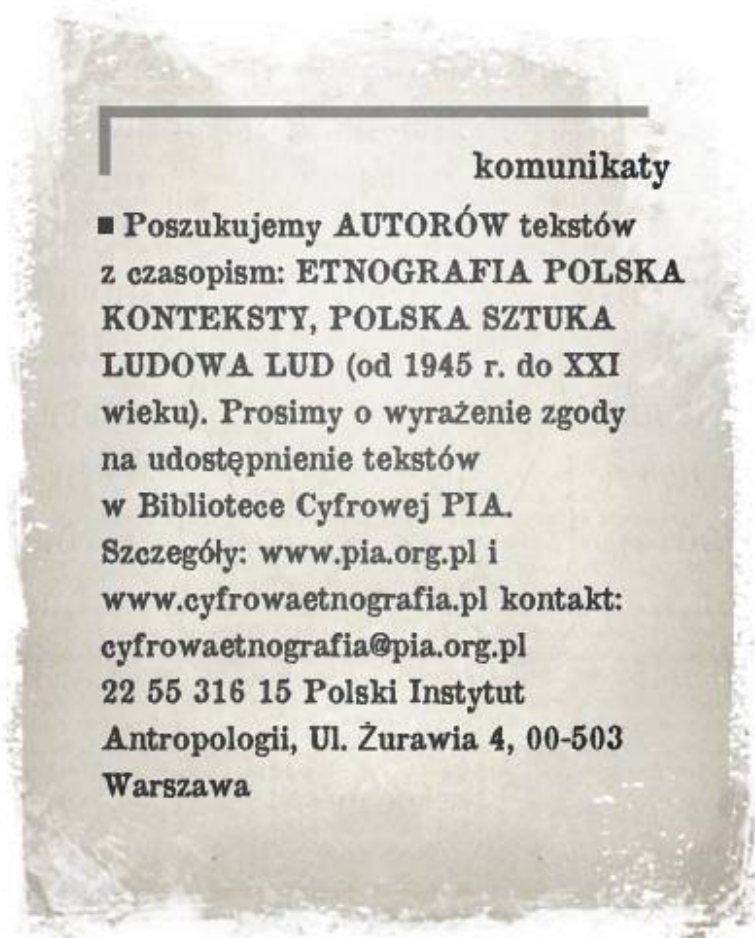 komunikaty
■ Poszukujemy AUTORÓW tekstów
z czasopism: ETNOGRAFIA POLSKA
KONTEKSTY, POLSKA SZTUKA
LUDOWA LUD (od 1945 r. do XXI
wieku). Prosimy o wyrażenie zgody
na udostępnienie tekstów
w Bibliotece Cyfrowej PIA.
Szczegóły: www.pia.org.pl i
www.cyfrowaetnografia.pl kontakt:
cyfrowaetnografia@pia.org.pl
22 55 316 15 Polski Instytut
Antropologii, Ul. Żurawia 4, 00-503
Warszawa